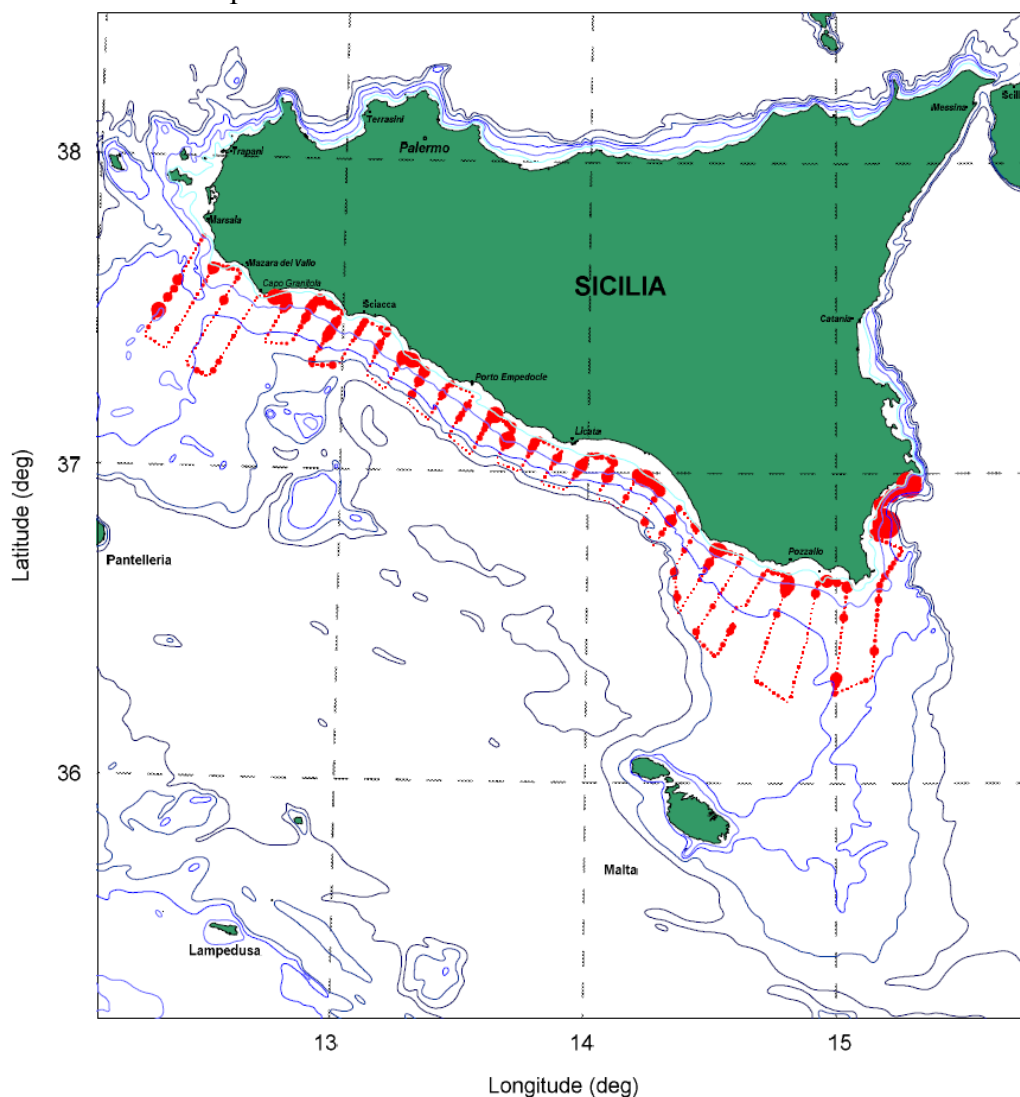 Messina
Scill
Terrasini
38
Trapani
Palermo
Marsala
Mazara del Vallo
Capo Granitola
SICILIA
Sciacca
Catania
Porto Empedocle
Licata
37
Latitude (deg)
Pozzallo
Pantelleria
36
Malta
Lampedusa
13 14 15
Longitude (deg)